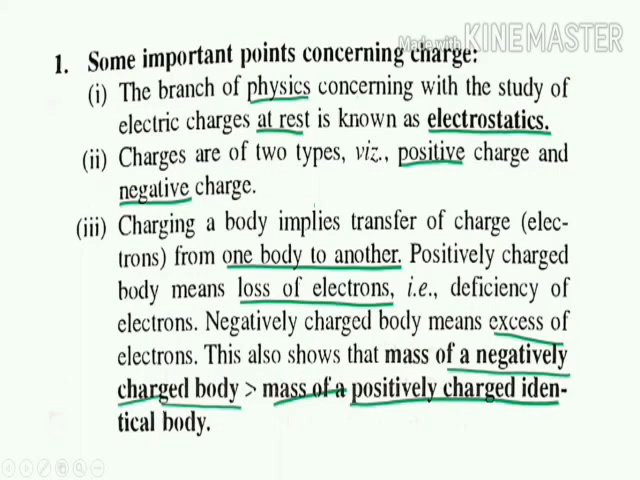 Made with KINEMASTER
1. Some important points concerning charge:
(i) The branch of physics concerning with the study of
electric charges at rest is known as electrostatics.
(ii) Charges are of two types, viz., positive charge and
negative charge.
(iii) Charging a body implies transfer of charge (elec-
trons) from one body to another. Positively charged
body means loss of electrons, i.e., deficiency of
electrons. Negatively charged body means excess of
electrons. This also shows that mass of a negatively
charged body > mass of a positively charged iden-
tical body.